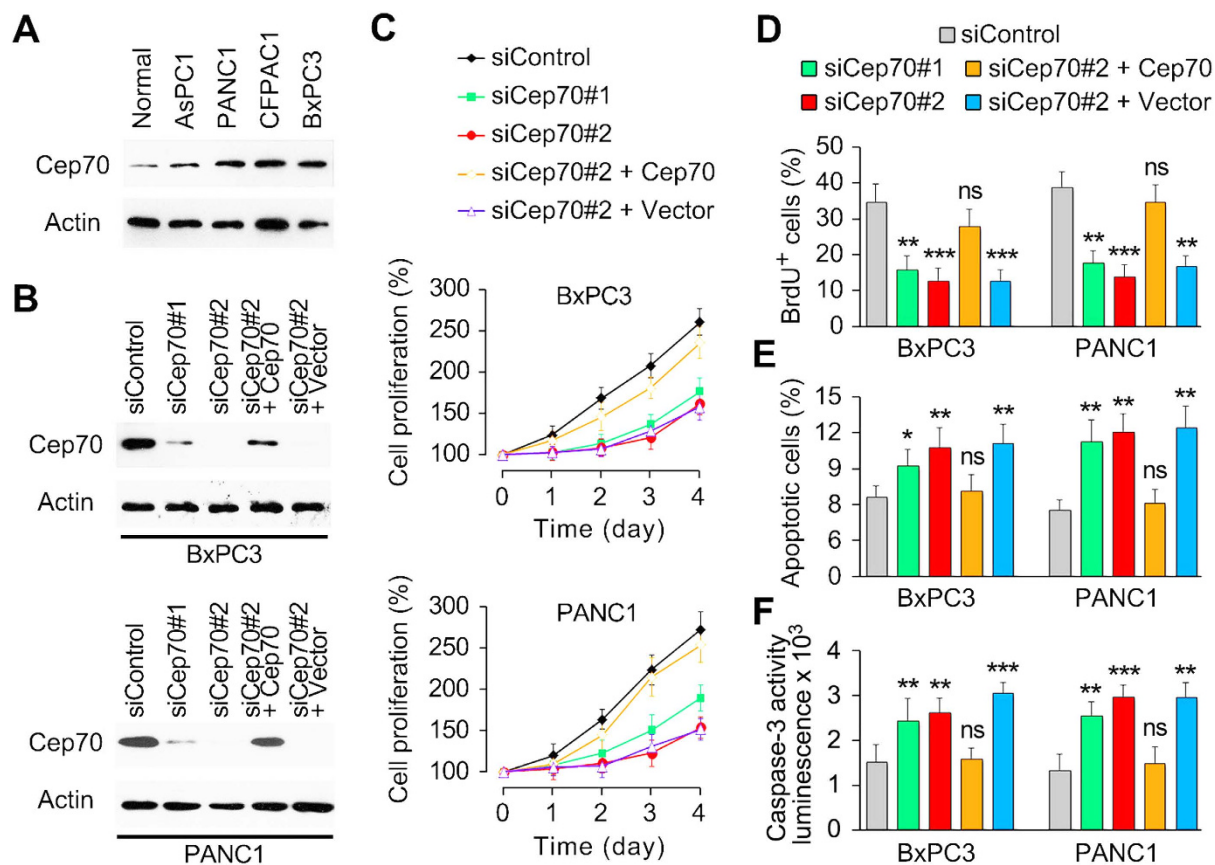 A
Normal
AsPC1
PANC1
CFPAC1
BxPC3
Cep70
Actin
B
siControl
siCep70#1
siCep70#2
siCep70#2
+ Cep70
siCep70#2
+ Vector
Cep70
Actin
BxPC3
siControl
siCep70#1
siCep70#2
siCep70#2
+ Cep70
siCep70#2
+ Vector
Cep70
Actin
PANC1
C
siControl
siCep70#1
siCep70#2
siCep70#2 + Cep70
siCep70#2 + Vector
Cell proliferation (%)
300
250
200
150
100
BxPC3
0 1 2 3 4
Time (day)
Cell proliferation (%)
300
250
200
150
100
PANC1
0 1 2 3 4
Time (day)
D
siControl
siCep70#1
siCep70#2 + Cep70
siCep70#2
siCep70#2 + Vector
BrdU+ cells (%)
50
40
30
20
10
0
** *** ns ***
** *** ns **
BxPC3 PANC1
E
Apoptotic cells (%)
15
12
9
8
6
0
* ** ns **
** ** ns **
BxPC3 PANC1
F
Caspase-3 activity
luminescence x 10³
4
3
2
1
0
** ** ns ***
** *** ns **
BxPC3 PANC1